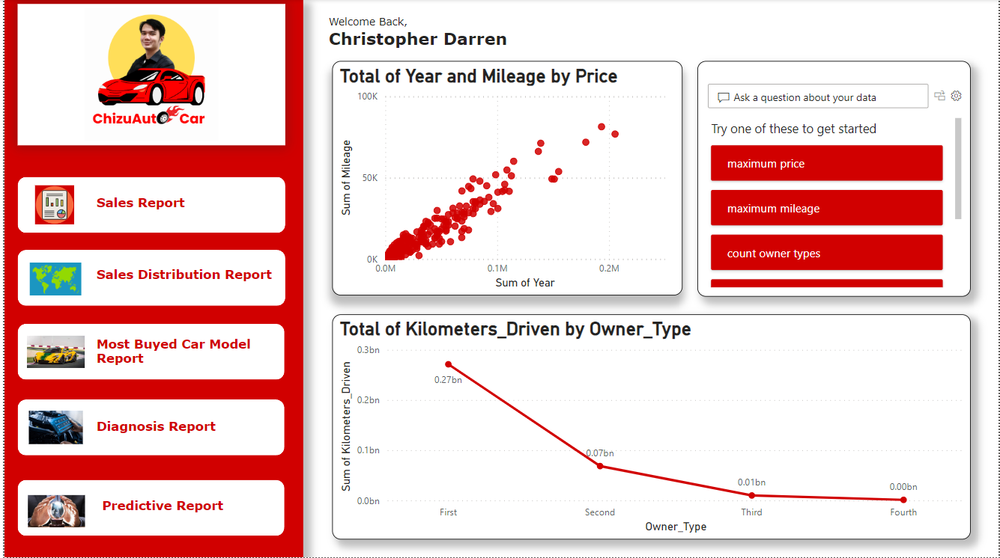 ChizuAuto Car
Sales Report
Sales Distribution Report
Most Buyed Car Model
Report
Diagnosis Report
Predictive Report
Welcome Back,
Christopher Darren
Total of Year and Mileage by Price
100K
50K
0K
Sum of Mileage
0.0M
0.1M
0.2M
Sum of Year
Ask a question about your data
Try one of these to get started
maximum price
maximum mileage
count owner types
Total of Kilometers_Driven by Owner_Type
0.3bn
0.2bn
0.1bn
0.0bn
Sum of Kilometers_Driven
0.27bn
0.07bn
0.01bn
0.00bn
First
Second
Third
Fourth
Owner_Type